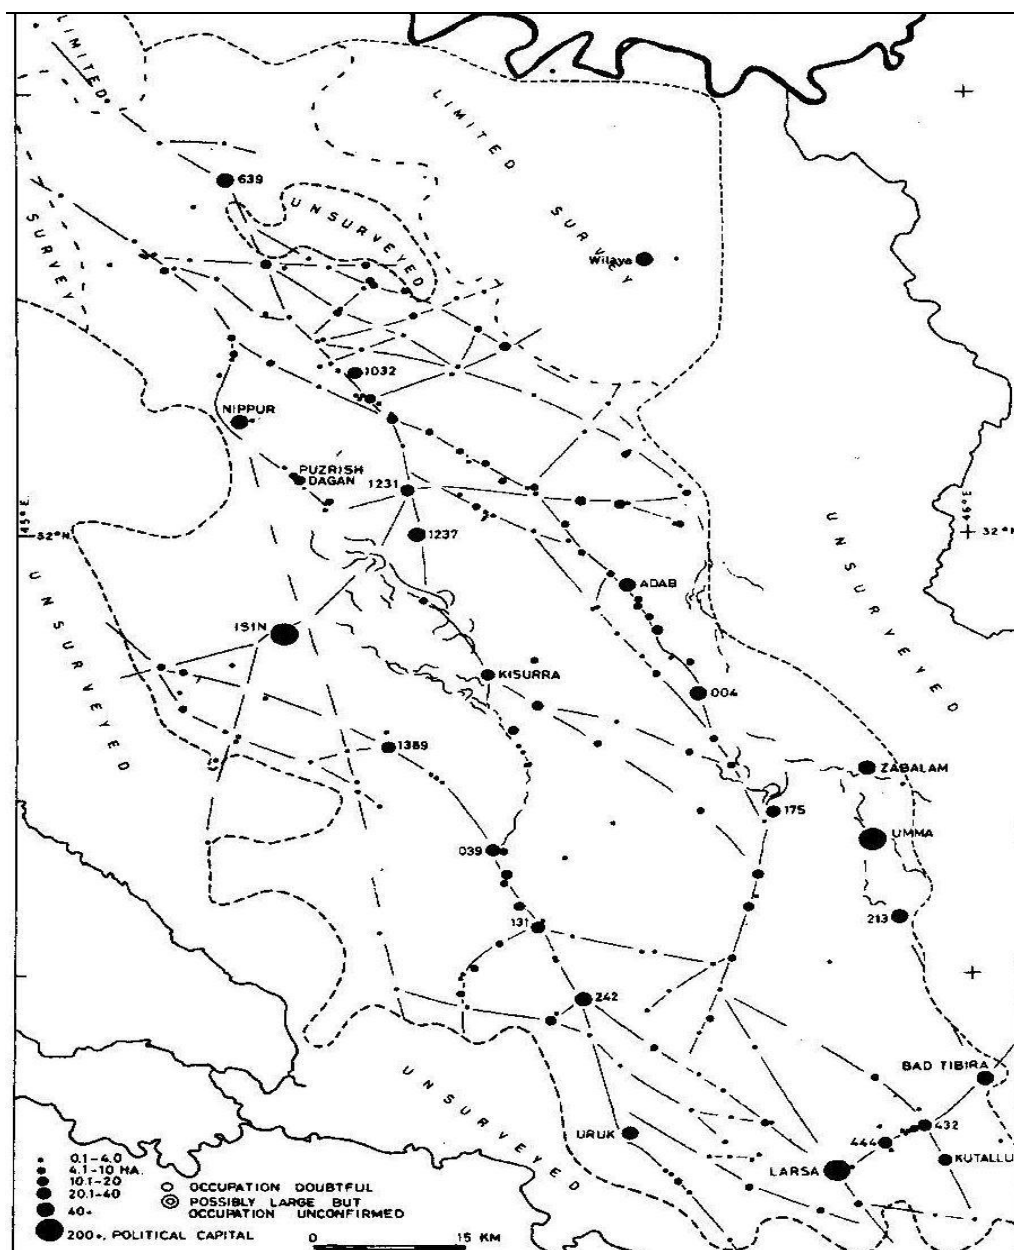 LIMITED
LIMITED
SURVEY
639
UNSURVEYED
SURVEY
Wilaya
1032
NIPPUR
PUZRISH
DAGAN
1231
1237
45° E.
32° N.
46° E
32° N
ADAB
UNSURVEYED
UNSURVEYED
ISIN
KISURRA
004
1389
ZABALAM
175
UMMA
039
213
131
242
BAD TIBIRA
UNSURVEYED
URUK
432
444
KUTALLU
LARSA
0.1-4.0
4.1-10 HA.
10.1-20
20.1-40
40+
200+, POLITICAL CAPITAL
OCCUPATION DOUBTFUL
POSSIBLY LARGE BUT
OCCUPATION UNCONFIRMED
0 15 KM